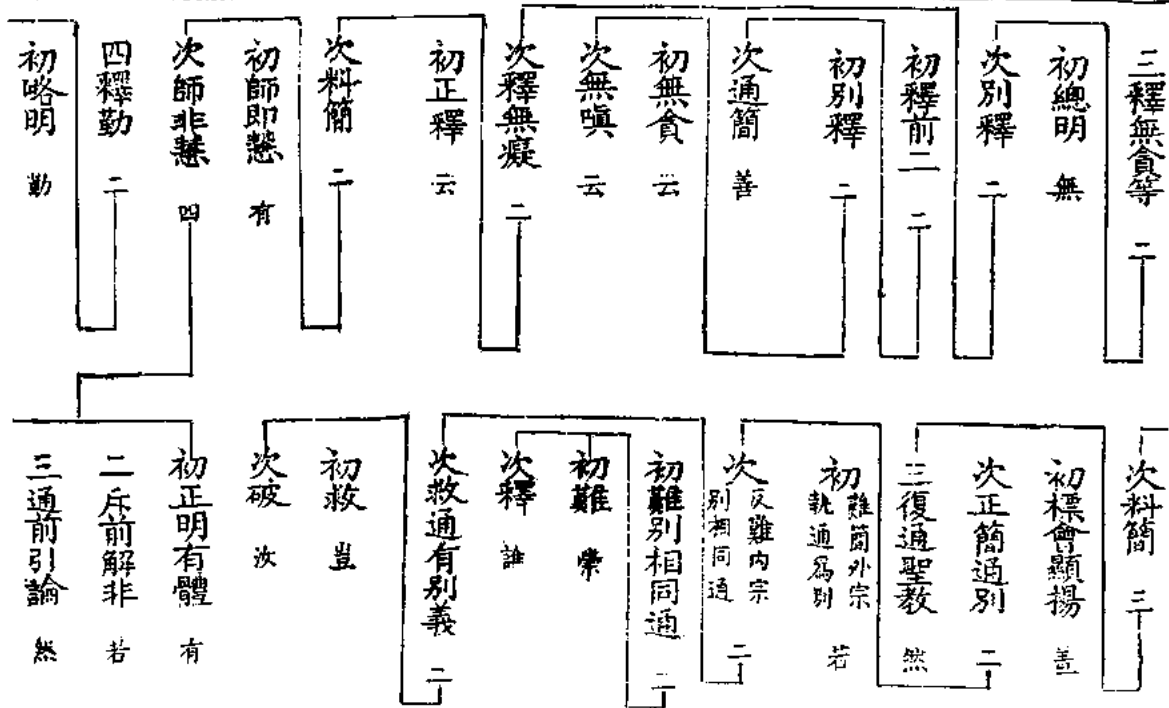 三釋無貪等 二
初總明 無
次別釋 二
初釋前二 二
初別釋 二
次通簡 善
初無貪 云
次無嗔 云
次釋無癡 二
初正釋 云
次料簡 二
初師即慧 有
次師非慧 四
四釋勤 二
初略明 勤
次料簡 三
初標會顯揚 善
次正簡通別 二
三復通聖教 然
初難簡外宗執通爲別 若
次反難內宗別相同通 二
初難別相同通 二
初難 常
次釋 誰
次救通有別義 二
初救 豈
次破 汝
初正明有體 有
二斥前解非 若
三通前引論 然